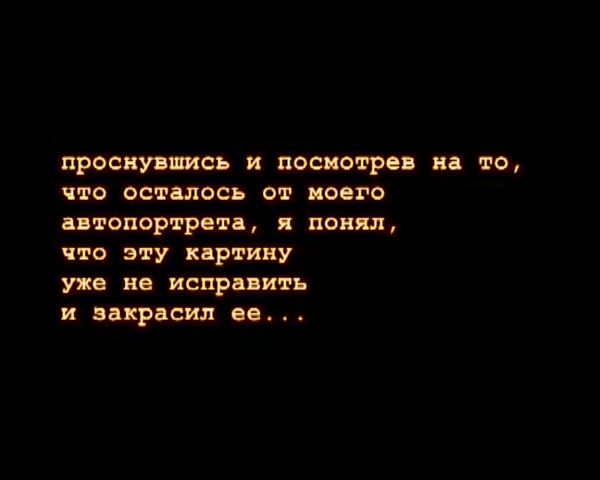 проснувшись и посмотрев на то,
что осталось от моего
автопортрета, я понял,
что эту картину
уже не исправить
и закрасил ее...